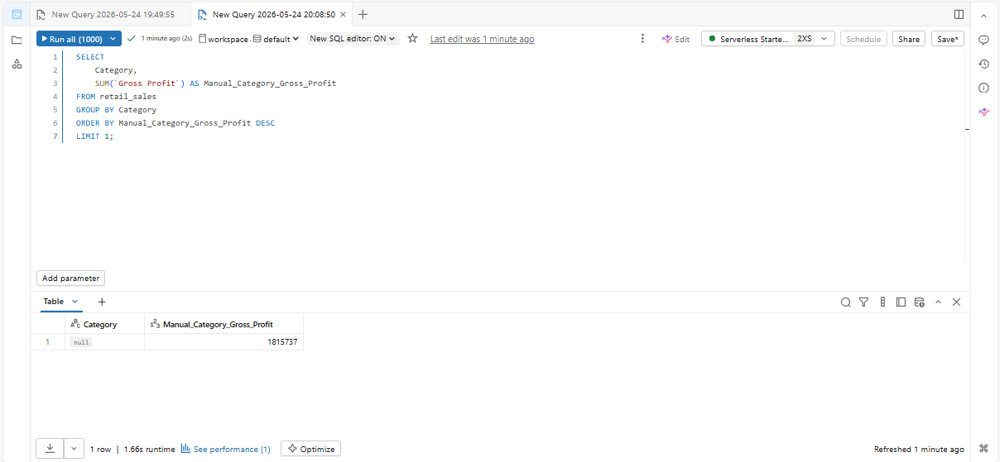 New Query 2026-05-24 19:49:55
New Query 2026-05-24 20:08:50
Run all (1000) 1 minute ago (2s) workspace. default New SQL editor: ON Last edit was 1 minute ago Edit Serverless Starte... 2XS Schedule Share Save*
1 SELECT
2 Category,
3 SUM(`Gross Profit`) AS Manual_Category_Gross_Profit
4 FROM retail_sales
5 GROUP BY Category
6 ORDER BY Manual_Category_Gross_Profit DESC
7 LIMIT 1;
Add parameter
Table
ABC Category 123 Manual_Category_Gross_Profit
1 null 1815737
1 row | 1.66s runtime See performance (1) Optimize Refreshed 1 minute ago